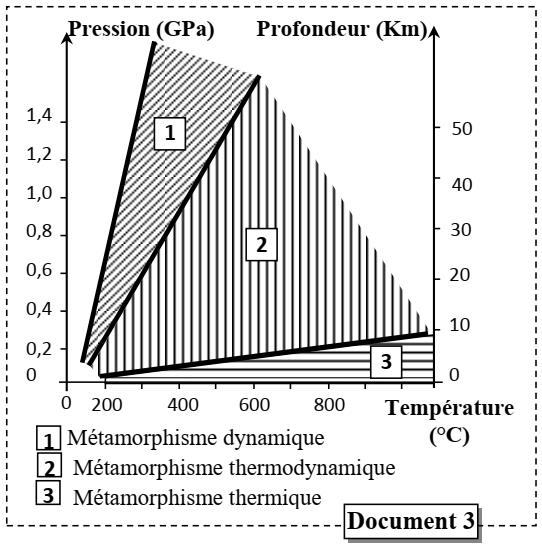 Pression (GPa) Profondeur (Km)
1,4
1,2
1,0
0,8
0,6
0,4
0,2
0
50
40
30
20
10
0
1
2
3
0 200 400 600 800 Température
(°C)
1 Métamorphisme dynamique
2 Métamorphisme thermodynamique
3 Métamorphisme thermique
Document 3